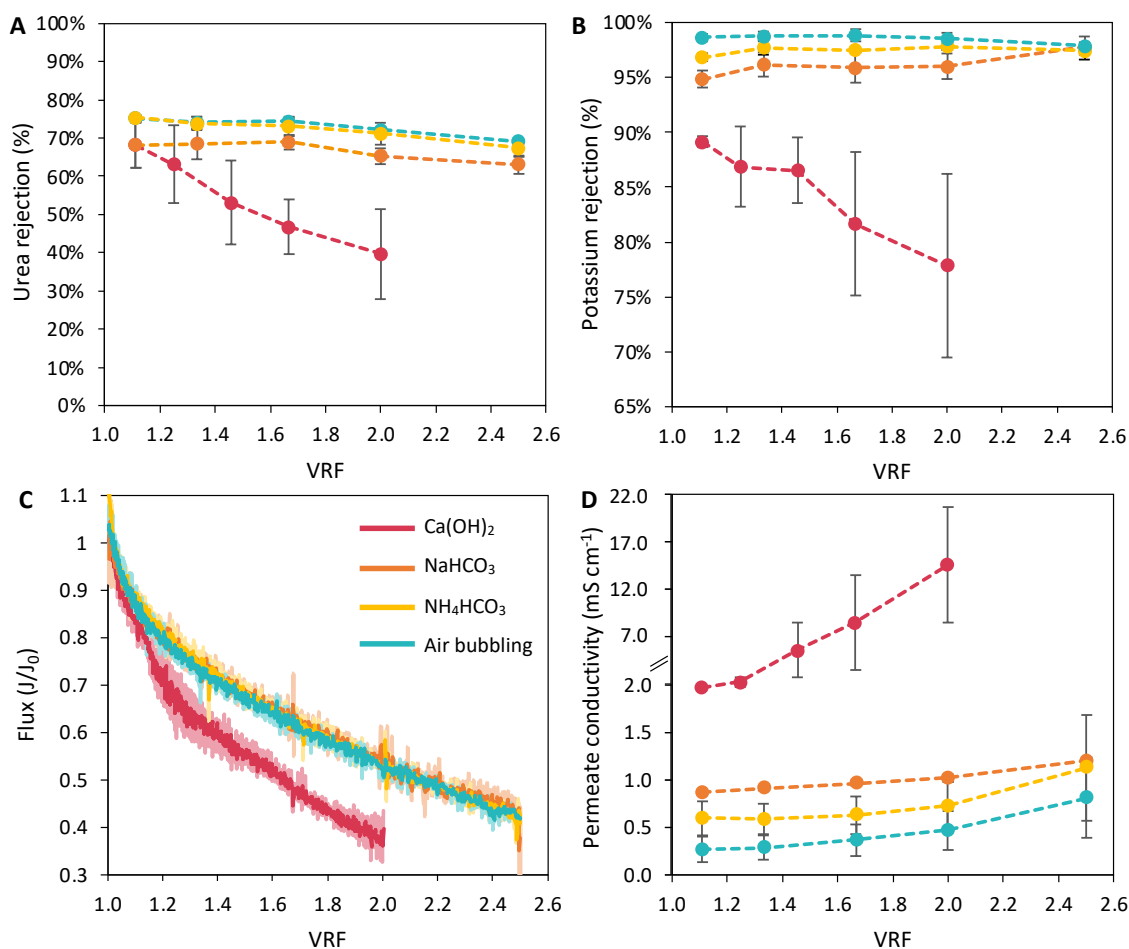 A
100%
90%
80%
70%
60%
50%
40%
30%
20%
10%
0%
Urea rejection (%)
1.0 1.2 1.4 1.6 1.8 2.0 2.2 2.4 2.6
VRF
B
100%
95%
90%
85%
80%
75%
70%
65%
Potassium rejection (%)
1.0 1.2 1.4 1.6 1.8 2.0 2.2 2.4 2.6
VRF
C
1.1
1
0.9
0.8
0.7
0.6
0.5
0.4
0.3
Flux (J/J₀)
Ca(OH)₂
NaHCO₃
NH₄HCO₃
Air bubbling
1.0 1.2 1.4 1.6 1.8 2.0 2.2 2.4 2.6
VRF
D
22.0
17.0
12.0
7.0
2.0
1.0
0.5
0.0
Permeate conductivity (mS cm⁻¹)
1.0 1.2 1.4 1.6 1.8 2.0 2.2 2.4 2.6
VRF